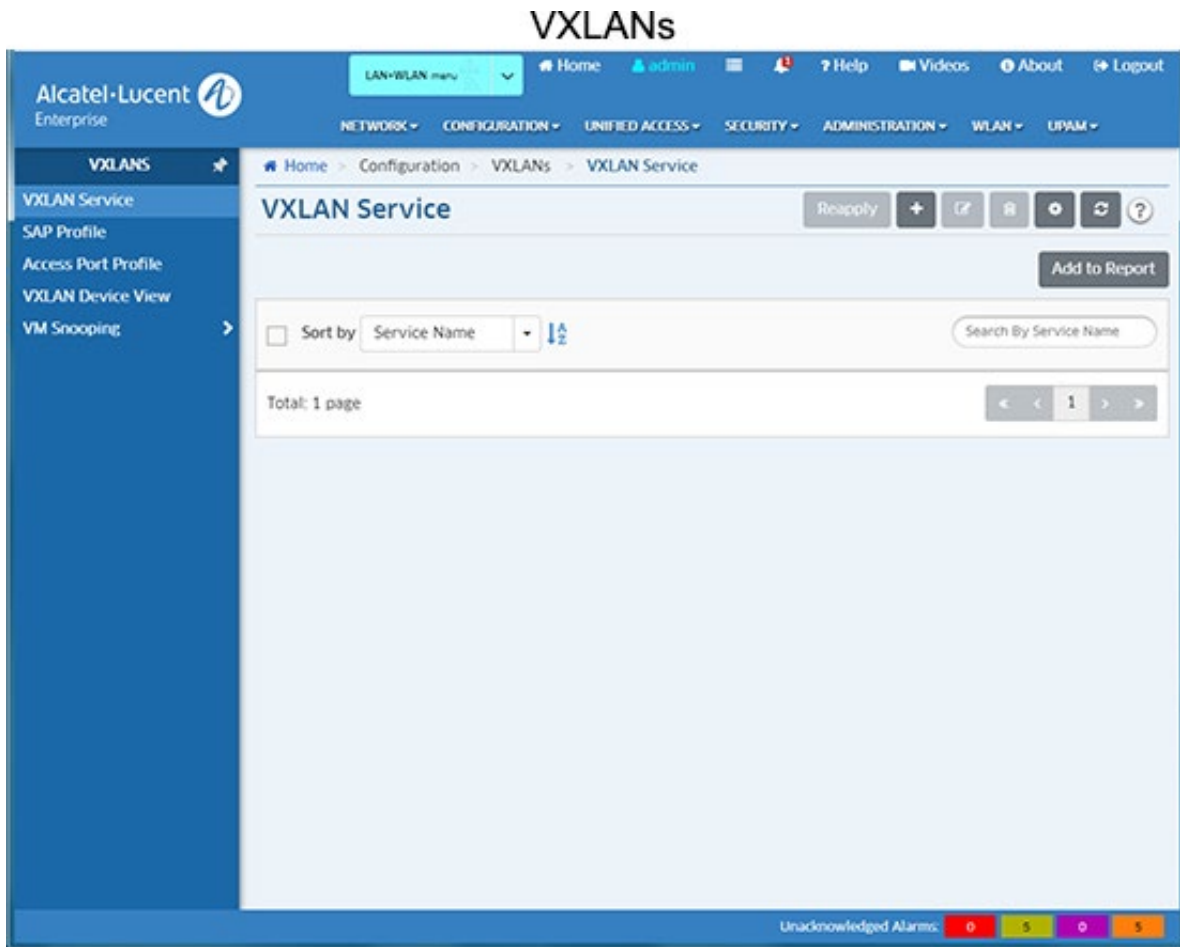 VXLANs
Alcatel·Lucent
Enterprise
LAN+WLAN menu
Home admin ? Help Videos About Logout
NETWORK CONFIGURATION UNIFIED ACCESS SECURITY ADMINISTRATION WLAN UPAM
VXLANS
Home > Configuration > VXLANs > VXLAN Service
VXLAN Service
SAP Profile
Access Port Profile
VXLAN Device View
VM Snooping
VXLAN Service
Reapply ?
Add to Report
Sort by Service Name
Search By Service Name
Total: 1 page
« < 1 > »
Unacknowledged Alarms: 0 5 0 5